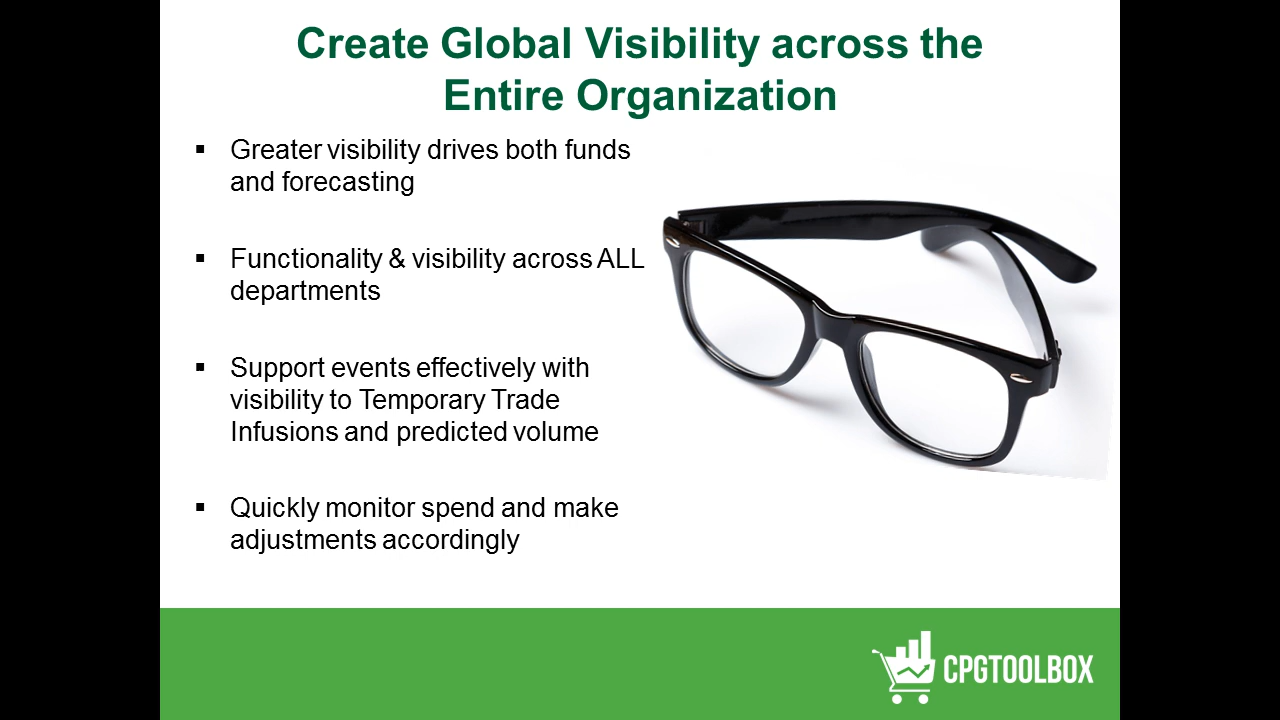 Create Global Visibility across the
Entire Organization
▪ Greater visibility drives both funds
and forecasting
▪ Functionality & visibility across ALL
departments
▪ Support events effectively with
visibility to Temporary Trade
Infusions and predicted volume
▪ Quickly monitor spend and make
adjustments accordingly
CPGTOOLBOX